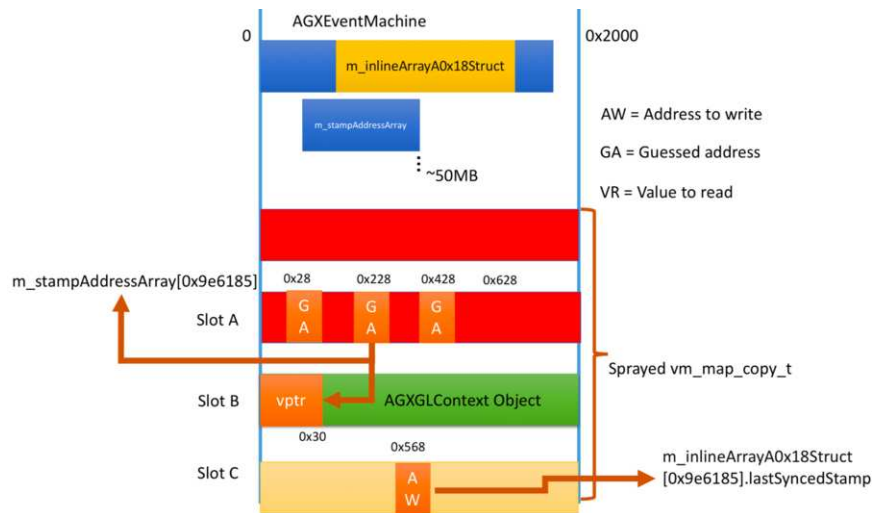 AGXEventMachine
0
0x2000
m_inlineArrayA0x18Struct
AW = Address to write
m_stampAddressArray
GA = Guessed address
~50MB
VR = Value to read
m_stampAddressArray[0x9e6185]
0x28
0x228
0x428
0x628
Slot A
G
A
G
A
G
A
Sprayed vm_map_copy_t
Slot B
vptr
AGXGLContext Object
0x30
0x568
Slot C
A
W
m_inlineArrayA0x18Struct
[0x9e6185].lastSyncedStamp